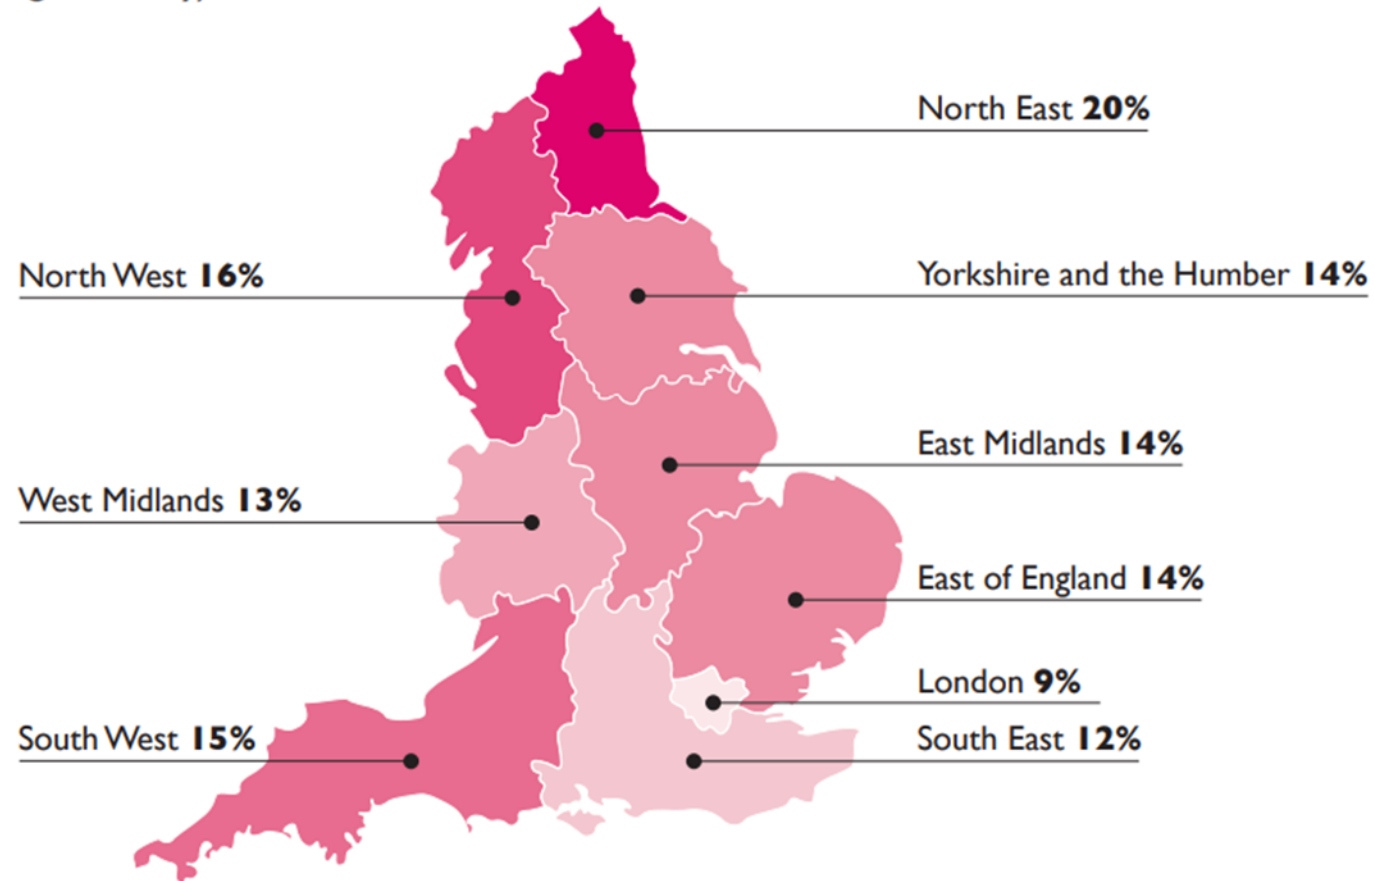 North East 20%
North West 16%
Yorkshire and the Humber 14%
East Midlands 14%
West Midlands 13%
East of England 14%
London 9%
South West 15%
South East 12%